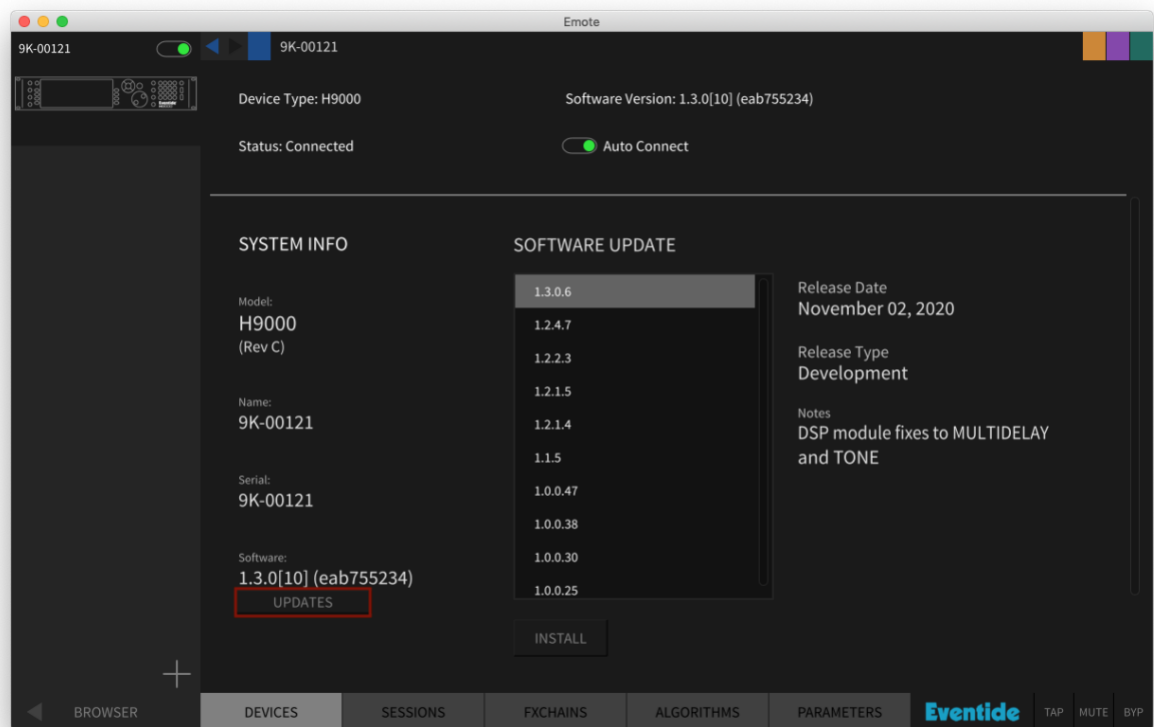 Emote
9K-00121
9K-00121
Device Type: H9000
Software Version: 1.3.0[10] (eab755234)
Status: Connected
Auto Connect
SYSTEM INFO
Model:
H9000
(Rev C)
Name:
9K-00121
Serial:
9K-00121
Software:
1.3.0[10] (eab755234)
UPDATES
SOFTWARE UPDATE
1.3.0.6
1.2.4.7
1.2.2.3
1.2.1.5
1.2.1.4
1.1.5
1.0.0.47
1.0.0.38
1.0.0.30
1.0.0.25
INSTALL
Release Date
November 02, 2020
Release Type
Development
Notes
DSP module fixes to MULTIDELAY
and TONE
BROWSER
DEVICES
SESSIONS
FXCHAINS
ALGORITHMS
PARAMETERS
Eventide
TAP
MUTE
BYP